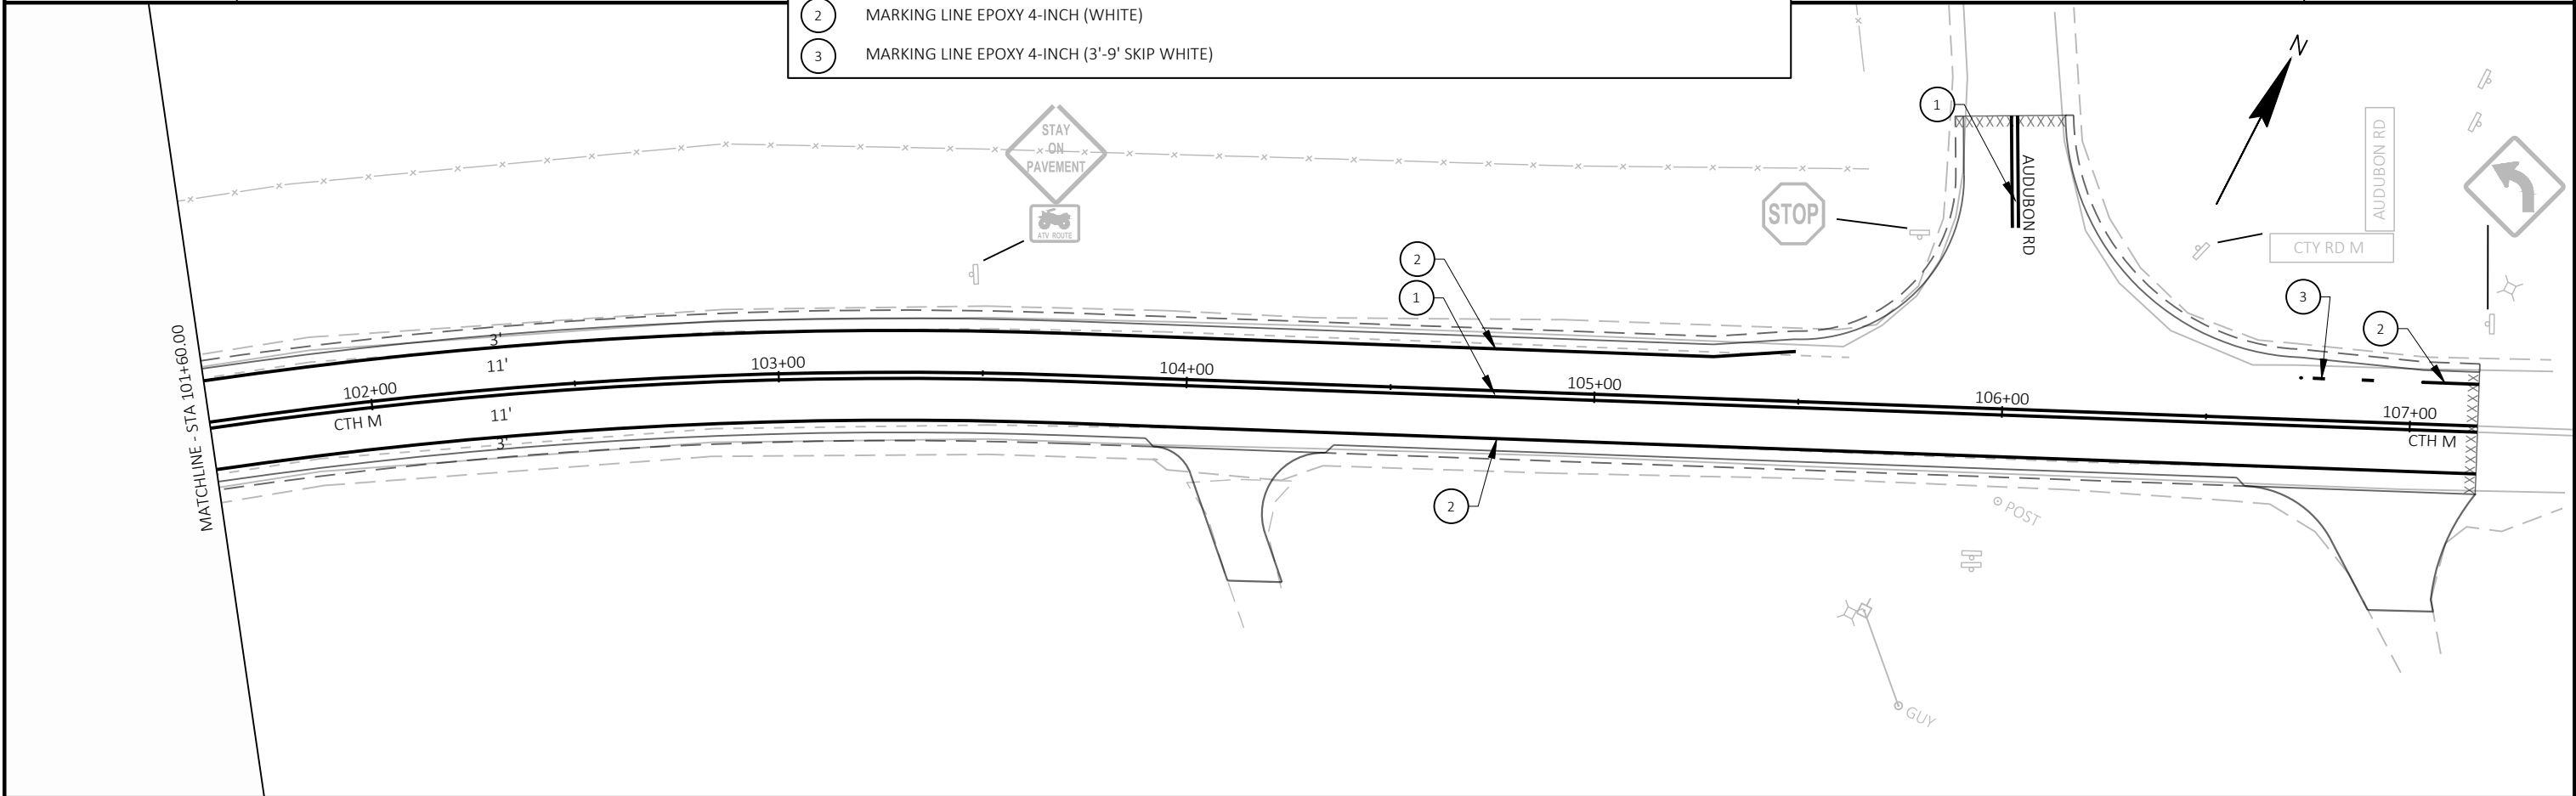 2 MARKING LINE EPOXY 4-INCH (WHITE)
3 MARKING LINE EPOXY 4-INCH (3'-9' SKIP WHITE)
N
STAY
ON
PAVEMENT
ATV ROUTE
STOP
1
AUDUBON RD
AUDUBON RD
CTY RD M
2
1
3
2
MATCHLINE - STA 101+60.00
3'
11'
102+00
CTH M
11'
3'
103+00
104+00
105+00
106+00
107+00
CTH M
2
POST
GUY